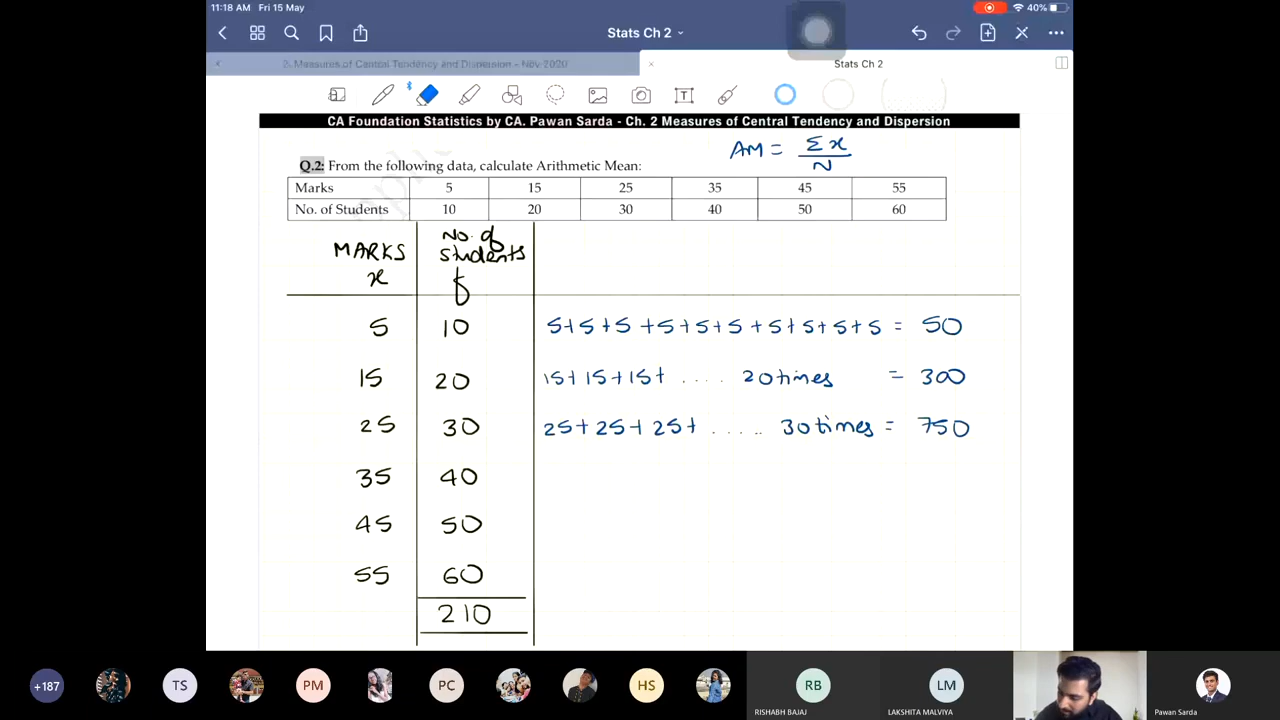 11:18 AM Fri 15 May
40%
Stats Ch 2
2. Measures of Central Tendency and Dispersion - Nov 2020
Stats Ch 2
CA Foundation Statistics by CA. Pawan Sarda - Ch. 2 Measures of Central Tendency and Dispersion
AM = Σx / N
Q.2: From the following data, calculate Arithmetic Mean:
Marks 5 15 25 35 45 55
No. of Students 10 20 30 40 50 60
MARKS x No. of students f
5 10 5+5+5+5+5+5+5+5+5+5 = 50
15 20 15+15+15+ .... 20 times = 300
25 30 25+25+25+ ..... 30 times = 750
35 40
45 50
55 60
210
+187 TS PM PC HS RB LM
RISHABH BAJAJ LAKSHITA MALVIYA Pawan Sarda